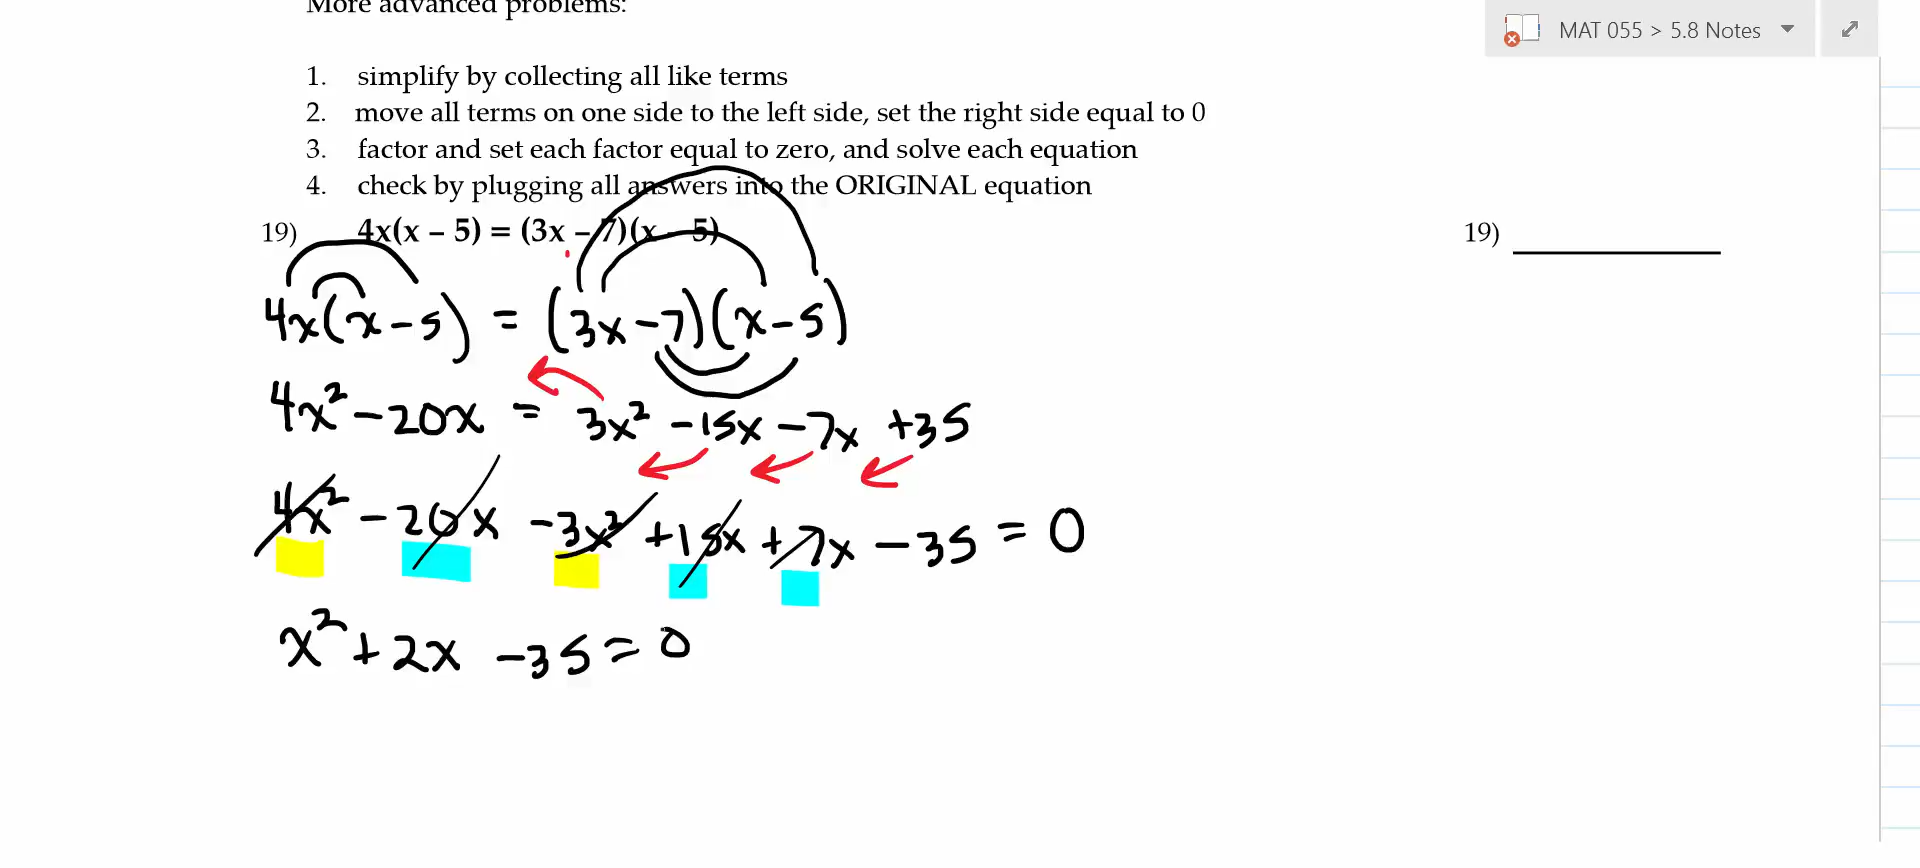 More advanced problems:
MAT 055 > 5.8 Notes
1. simplify by collecting all like terms
2. move all terms on one side to the left side, set the right side equal to 0
3. factor and set each factor equal to zero, and solve each equation
4. check by plugging all answers into the ORIGINAL equation
19) 4x(x – 5) = (3x – 7)(x – 5)
19)
4x(x-5) = (3x-7)(x-5)
4x² -20x = 3x² -15x -7x +35
4x² -20x -3x² +15x +7x -35 = 0
x² +2x -35 = 0